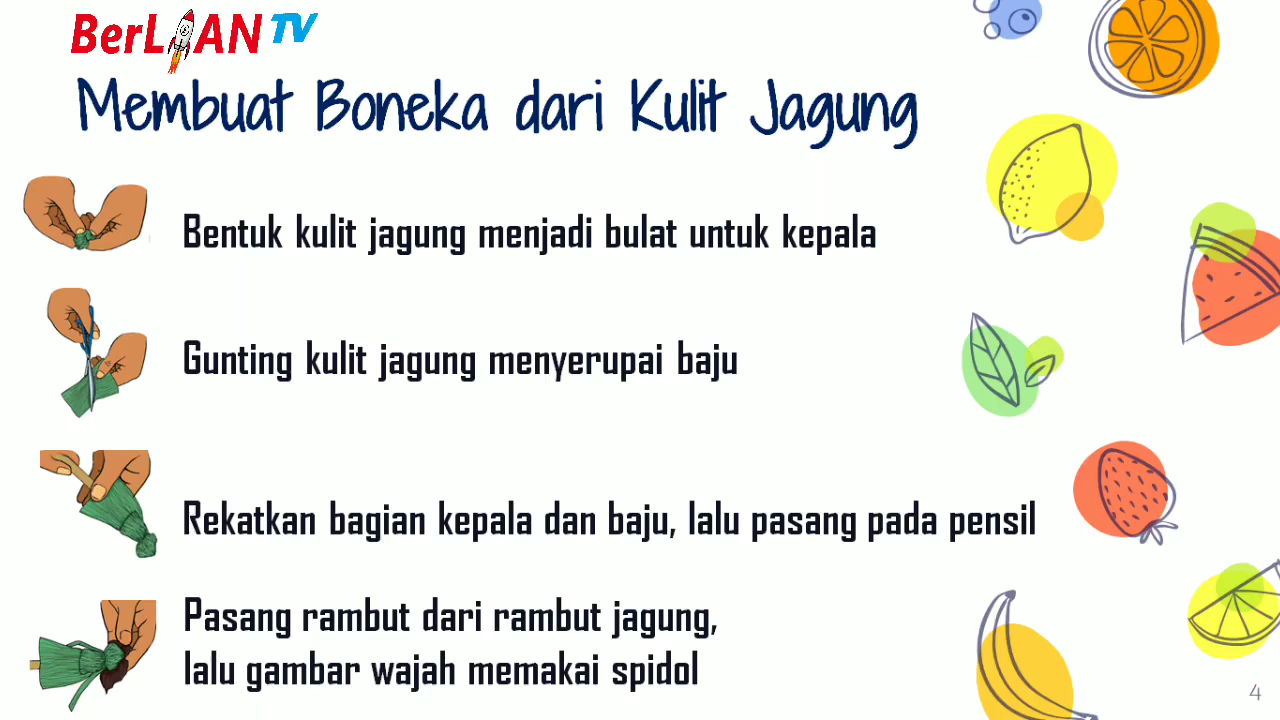 BerLIAN TV
Membuat Boneka dari Kulit Jagung
Bentuk kulit jagung menjadi bulat untuk kepala
Gunting kulit jagung menyerupai baju
Rekatkan bagian kepala dan baju, lalu pasang pada pensil
Pasang rambut dari rambut jagung,
lalu gambar wajah memakai spidol
4